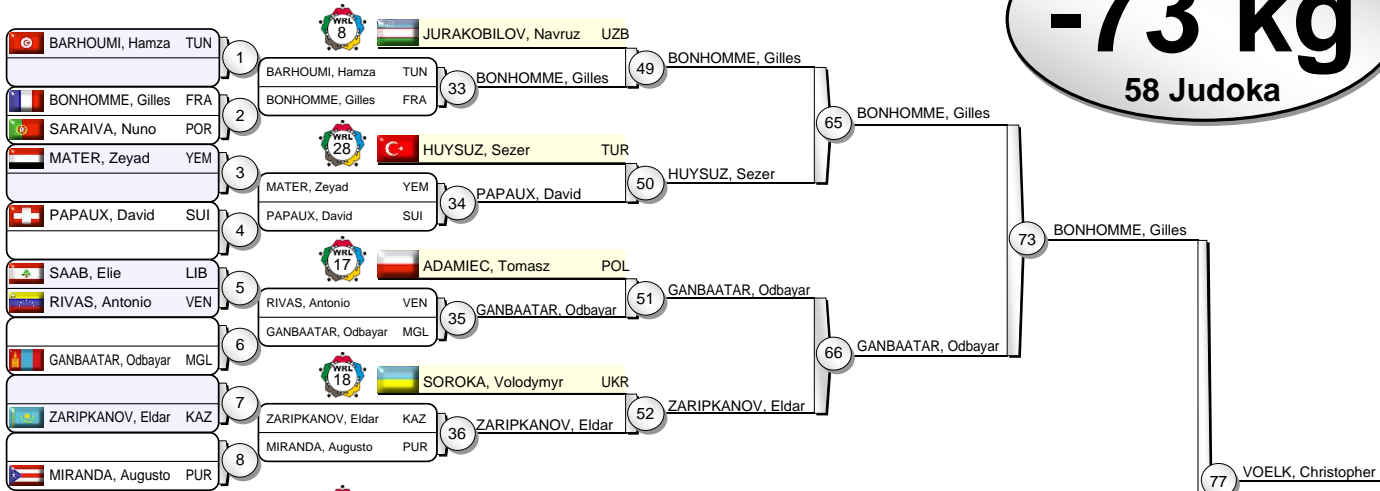 -73 kg
58 Judoka
WRL 8 JURAKOBILOV, Navruz UZB
BARHOUMI, Hamza TUN
1
BARHOUMI, Hamza TUN
BONHOMME, Gilles FRA
33
BONHOMME, Gilles
49
BONHOMME, Gilles
BONHOMME, Gilles FRA
SARAIVA, Nuno POR
2
65
BONHOMME, Gilles
WRL 28 HUYSUZ, Sezer TUR
MATER, Zeyad YEM
3
MATER, Zeyad YEM
PAPAUX, David SUI
34
PAPAUX, David
50
HUYSUZ, Sezer
PAPAUX, David SUI
4
73
BONHOMME, Gilles
WRL 17 ADAMIEC, Tomasz POL
SAAB, Elie LIB
RIVAS, Antonio VEN
5
RIVAS, Antonio VEN
GANBAATAR, Odbayar MGL
35
GANBAATAR, Odbayar
51
GANBAATAR, Odbayar
GANBAATAR, Odbayar MGL
6
66
GANBAATAR, Odbayar
WRL 18 SOROKA, Volodymyr UKR
ZARIPKANOV, Eldar KAZ
7
ZARIPKANOV, Eldar KAZ
MIRANDA, Augusto PUR
36
ZARIPKANOV, Eldar
52
ZARIPKANOV, Eldar
MIRANDA, Augusto PUR
8
77
VOELK, Christopher